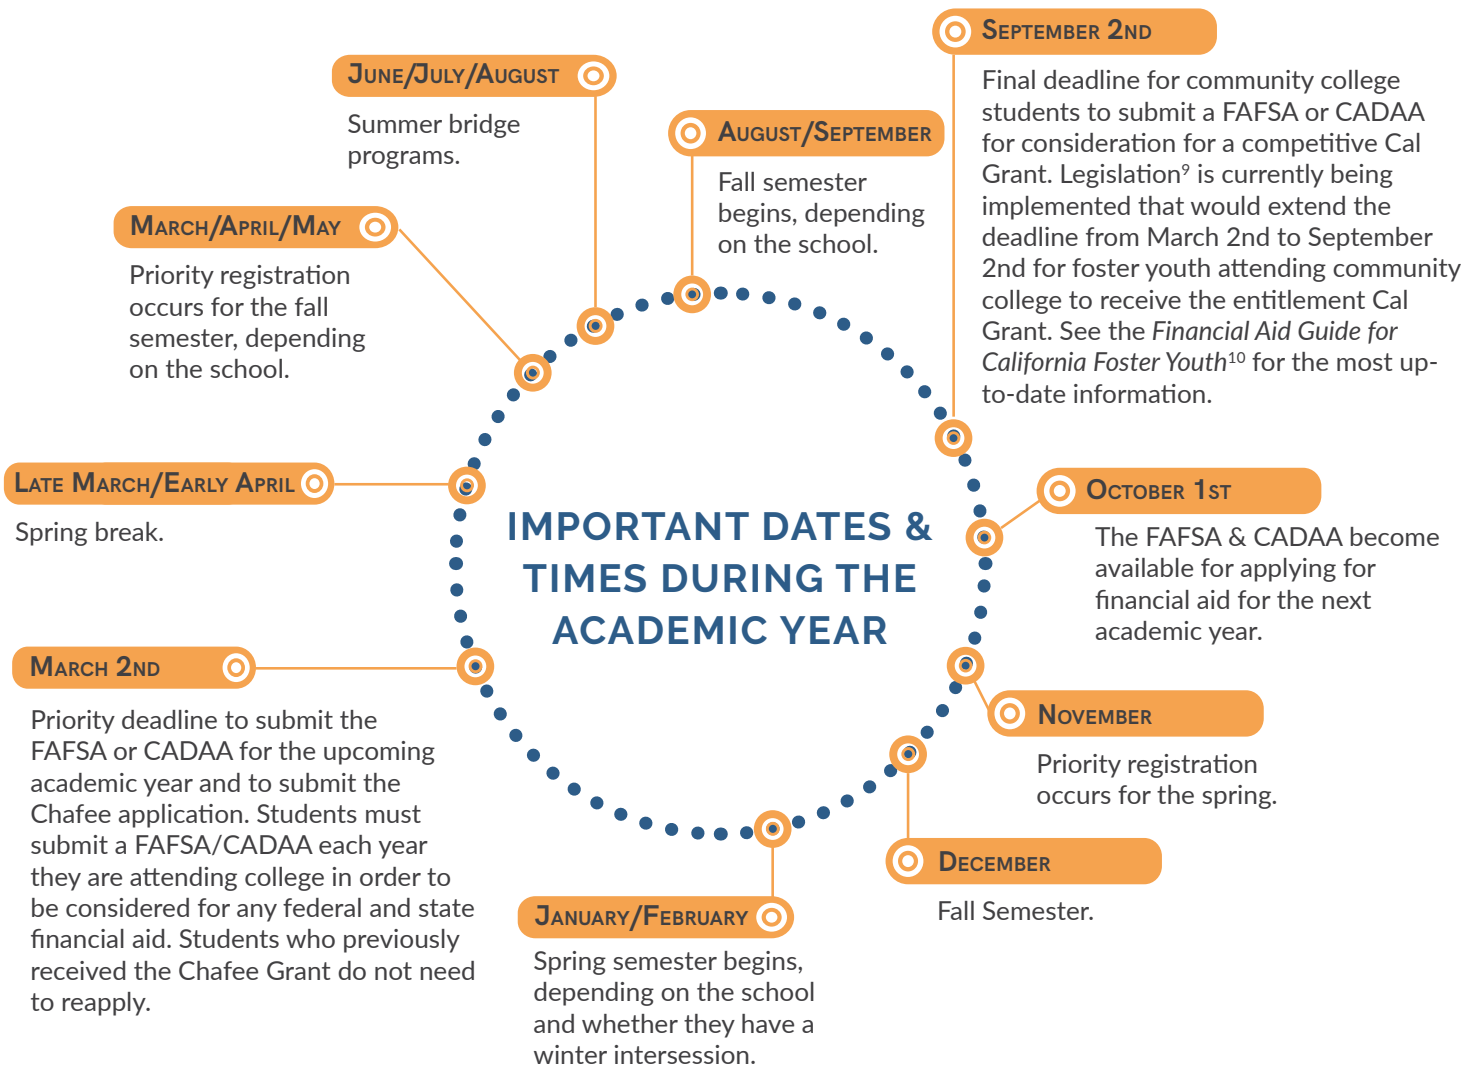 SEPTEMBER 2ND
Final deadline for community college
students to submit a FAFSA or CADAA
for consideration for a competitive Cal
Grant. Legislation⁹ is currently being
implemented that would extend the
deadline from March 2nd to September
2nd for foster youth attending community
college to receive the entitlement Cal
Grant. See the Financial Aid Guide for
California Foster Youth¹⁰ for the most up-
to-date information.
JUNE/JULY/AUGUST
Summer bridge
programs.
AUGUST/SEPTEMBER
Fall semester
begins, depending
on the school.
MARCH/APRIL/MAY
Priority registration
occurs for the fall
semester, depending
on the school.
LATE MARCH/EARLY APRIL
Spring break.
IMPORTANT DATES &
TIMES DURING THE
ACADEMIC YEAR
OCTOBER 1ST
The FAFSA & CADAA become
available for applying for
financial aid for the next
academic year.
MARCH 2ND
Priority deadline to submit the
FAFSA or CADAA for the upcoming
academic year and to submit the
Chafee application. Students must
submit a FAFSA/CADAA each year
they are attending college in order to
be considered for any federal and state
financial aid. Students who previously
received the Chafee Grant do not need
to reapply.
NOVEMBER
Priority registration
occurs for the spring.
DECEMBER
Fall Semester.
JANUARY/FEBRUARY
Spring semester begins,
depending on the school
and whether they have a
winter intersession.